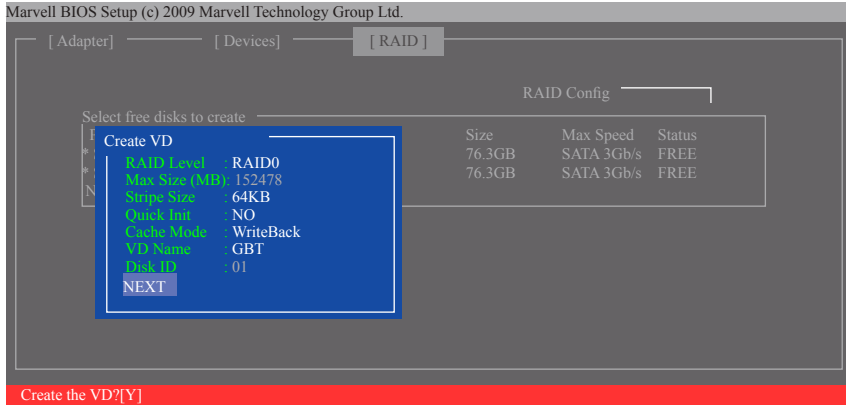 Marvell BIOS Setup (c) 2009 Marvell Technology Group Ltd.
[ Adapter] [ Devices] [ RAID ]
RAID Config
Select free disks to create
Size Max Speed Status
* 76.3GB SATA 3Gb/s FREE
* 76.3GB SATA 3Gb/s FREE
Create VD
RAID Level : RAID0
Max Size (MB): 152478
Stripe Size : 64KB
Quick Init : NO
Cache Mode : WriteBack
VD Name : GBT
Disk ID : 01
NEXT
Create the VD?[Y]